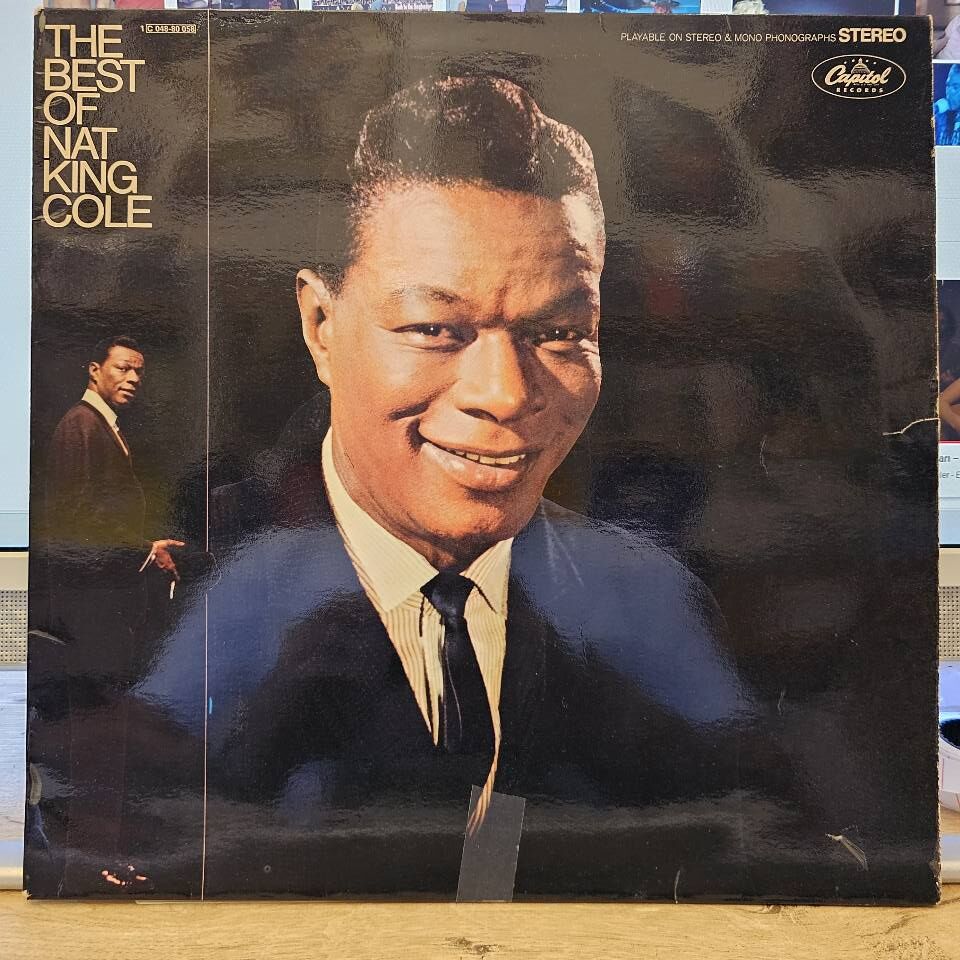 THE
BEST
OF
NAT
KING
COLE
1 C 048-80 058
PLAYABLE ON STEREO & MONO PHONOGRAPHS STEREO
Capitol
RECORDS